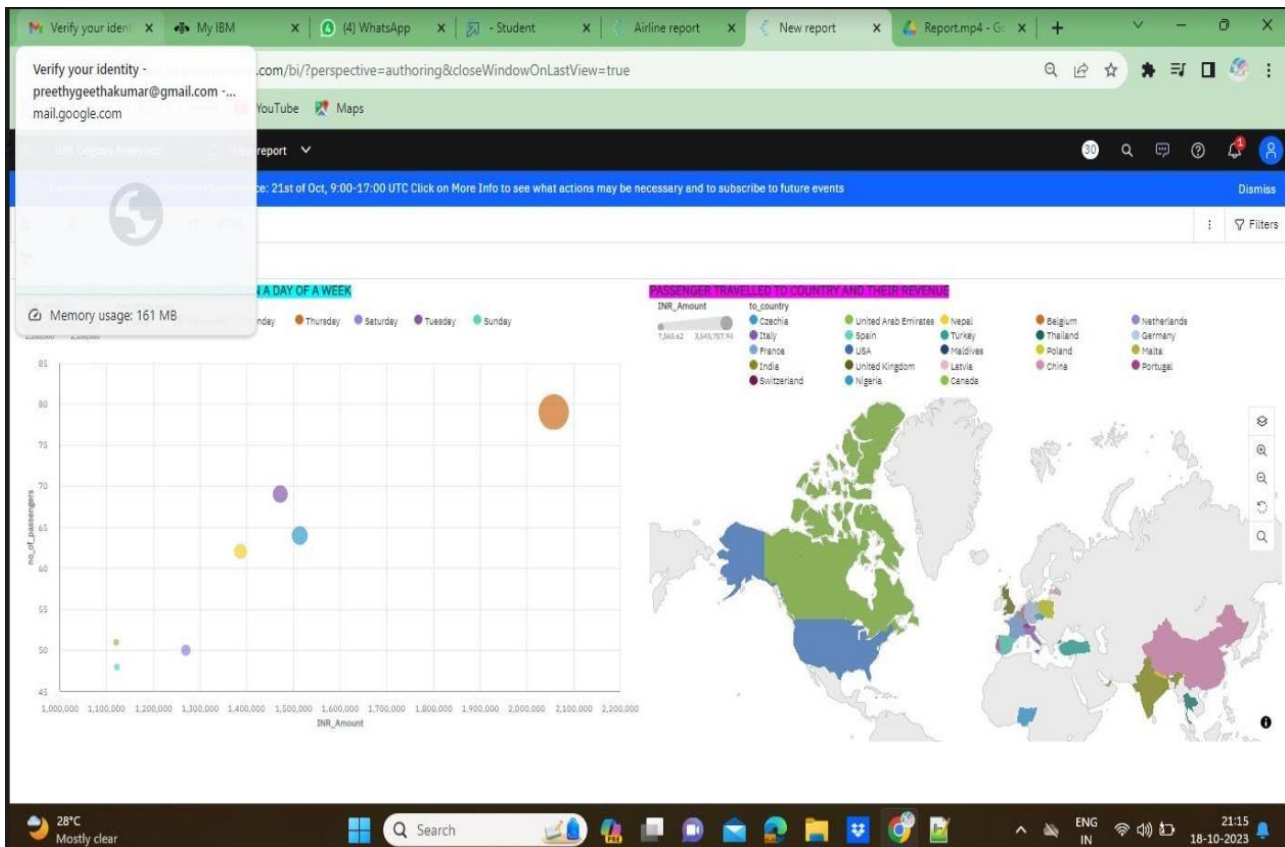 Verify your ident
My IBM
(4) WhatsApp
- Student
Airline report
New report
Report.mp4 - Go
Verify your identity -
preethygeethakumar@gmail.com -...
mail.google.com
.com/bi/?perspective=authoring&closeWindowOnLastView=true
YouTube
Maps
report
30
1
ce: 21st of Oct, 9:00-17:00 UTC Click on More Info to see what actions may be necessary and to subscribe to future events
Dismiss
Filters
Memory usage: 161 MB
N A DAY OF A WEEK
nday
Thursday
Saturday
Tuesday
Sunday
85
80
75
70
65
60
55
50
45
no_of_passengers
1,000,000 1,100,000 1,200,000 1,300,000 1,400,000 1,500,000 1,600,000 1,700,000 1,800,000 1,900,000 2,000,000 2,100,000 2,200,000
INR_Amount
PASSENGER TRAVELLED TO COUNTRY AND THEIR REVENUE
INR_Amount
to_country
Czechia United Arab Emirates Nepal Belgium Netherlands
Italy Spain Turkey Thailand Germany
France USA Maldives Poland Malta
India United Kingdom Latvia China Portugal
Switzerland Nigeria Canada
28°C
Mostly clear
Search
PRE
ENG
IN
21:15
18-10-2023